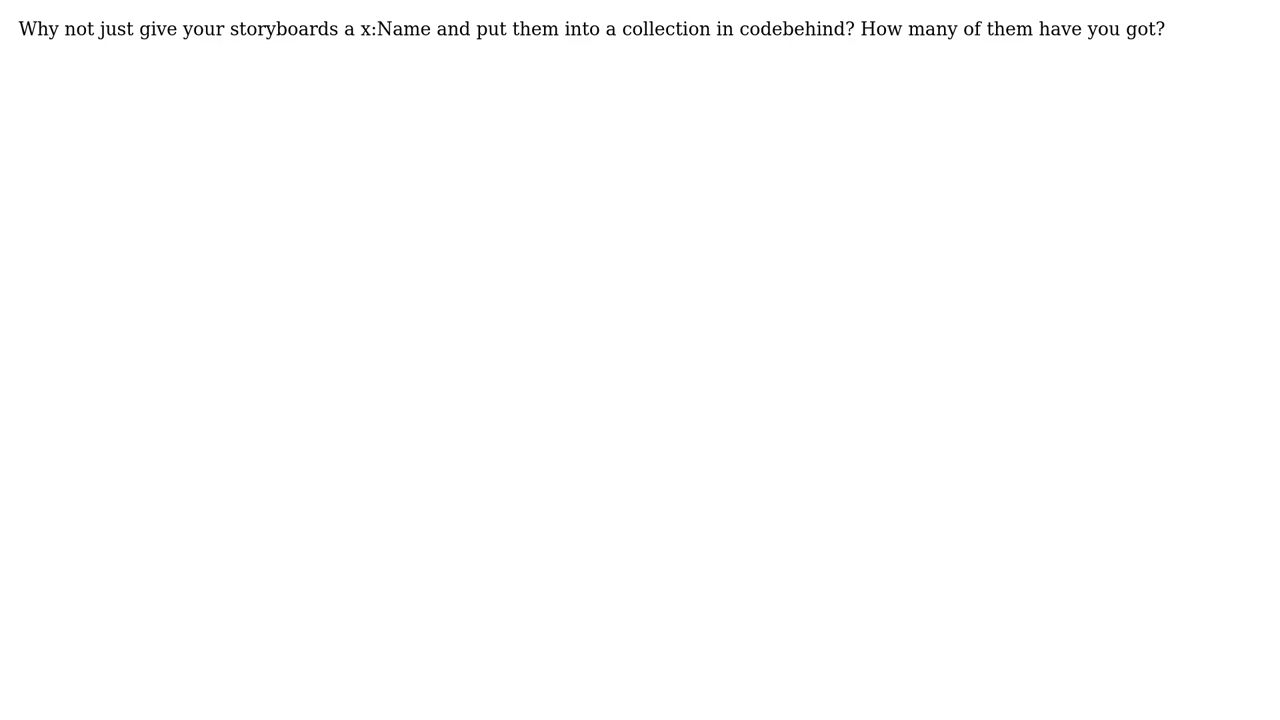 Why not just give your storyboards a x:Name and put them into a collection in codebehind? How many of them have you got?